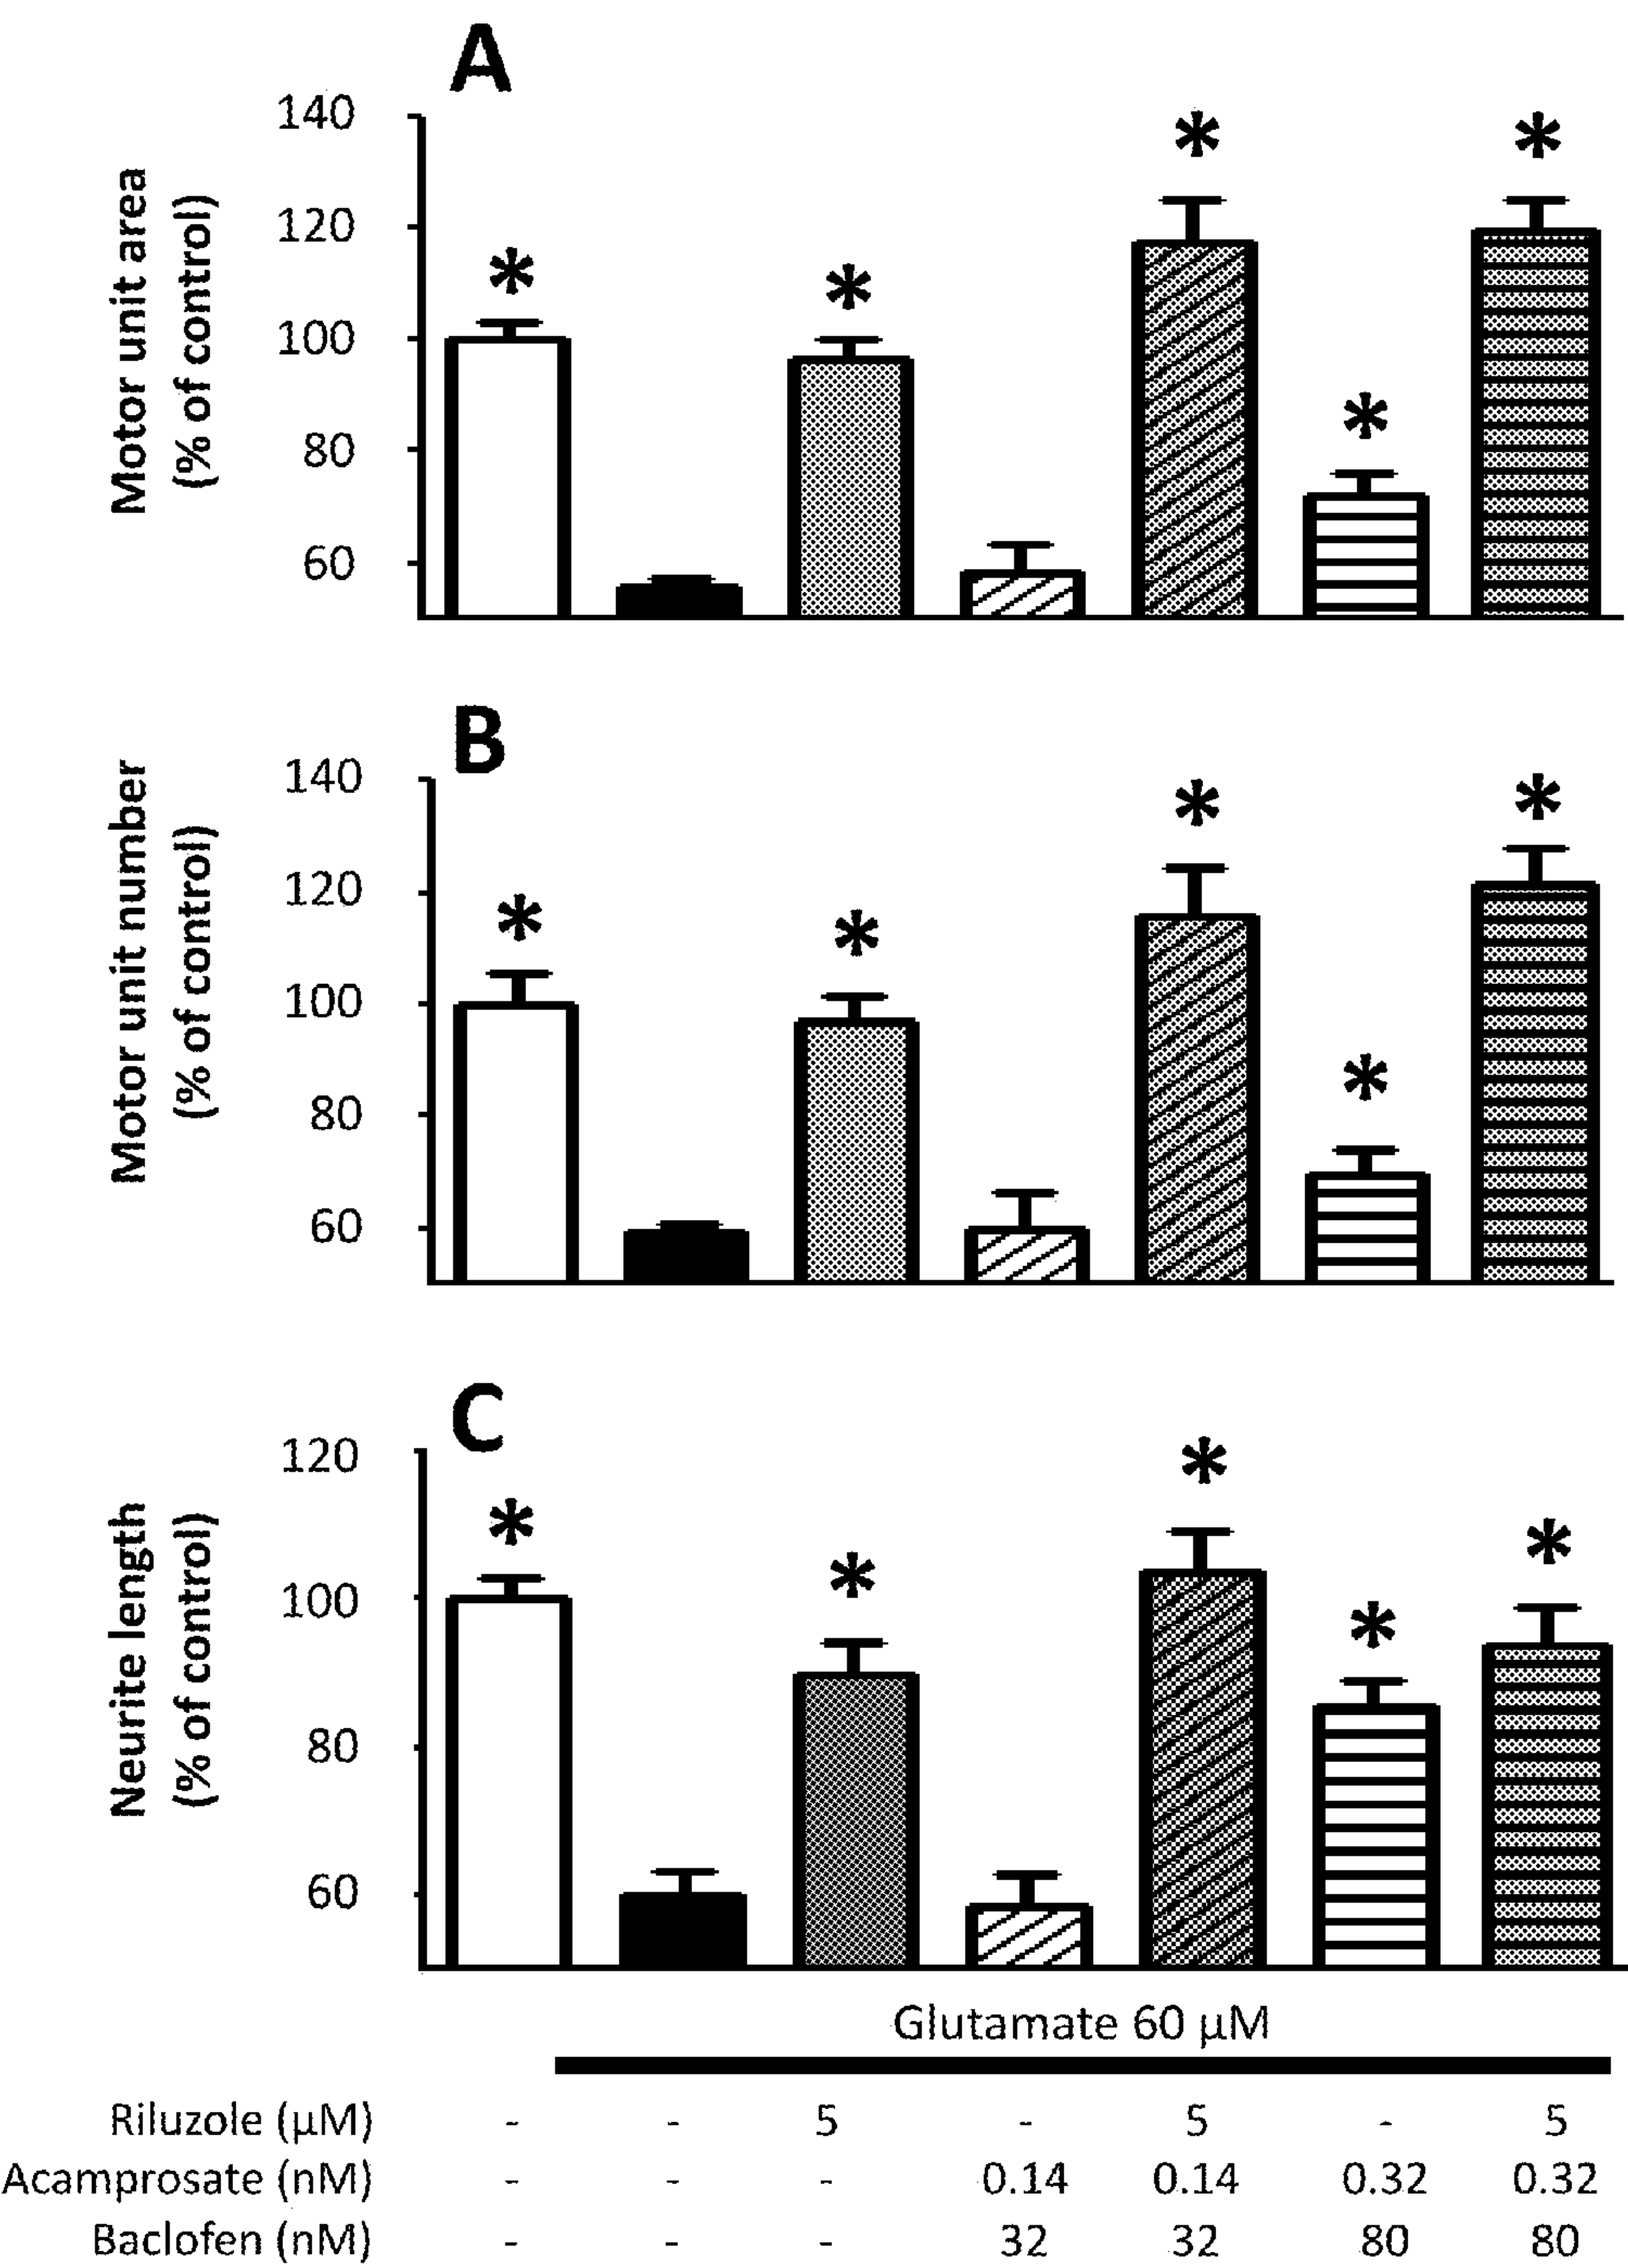 A
140
120
100
80
60
Motor unit area
(% of control)
* * * * *
B
140
120
100
80
60
Motor unit number
(% of control)
* * * * *
C
120
100
80
60
Neurite length
(% of control)
* * * * *
Glutamate 60 µM
Riluzole (µM) - - 5 - 5 - 5
Acamprosate (nM) - - - 0.14 0.14 0.32 0.32
Baclofen (nM) - - - 32 32 80 80